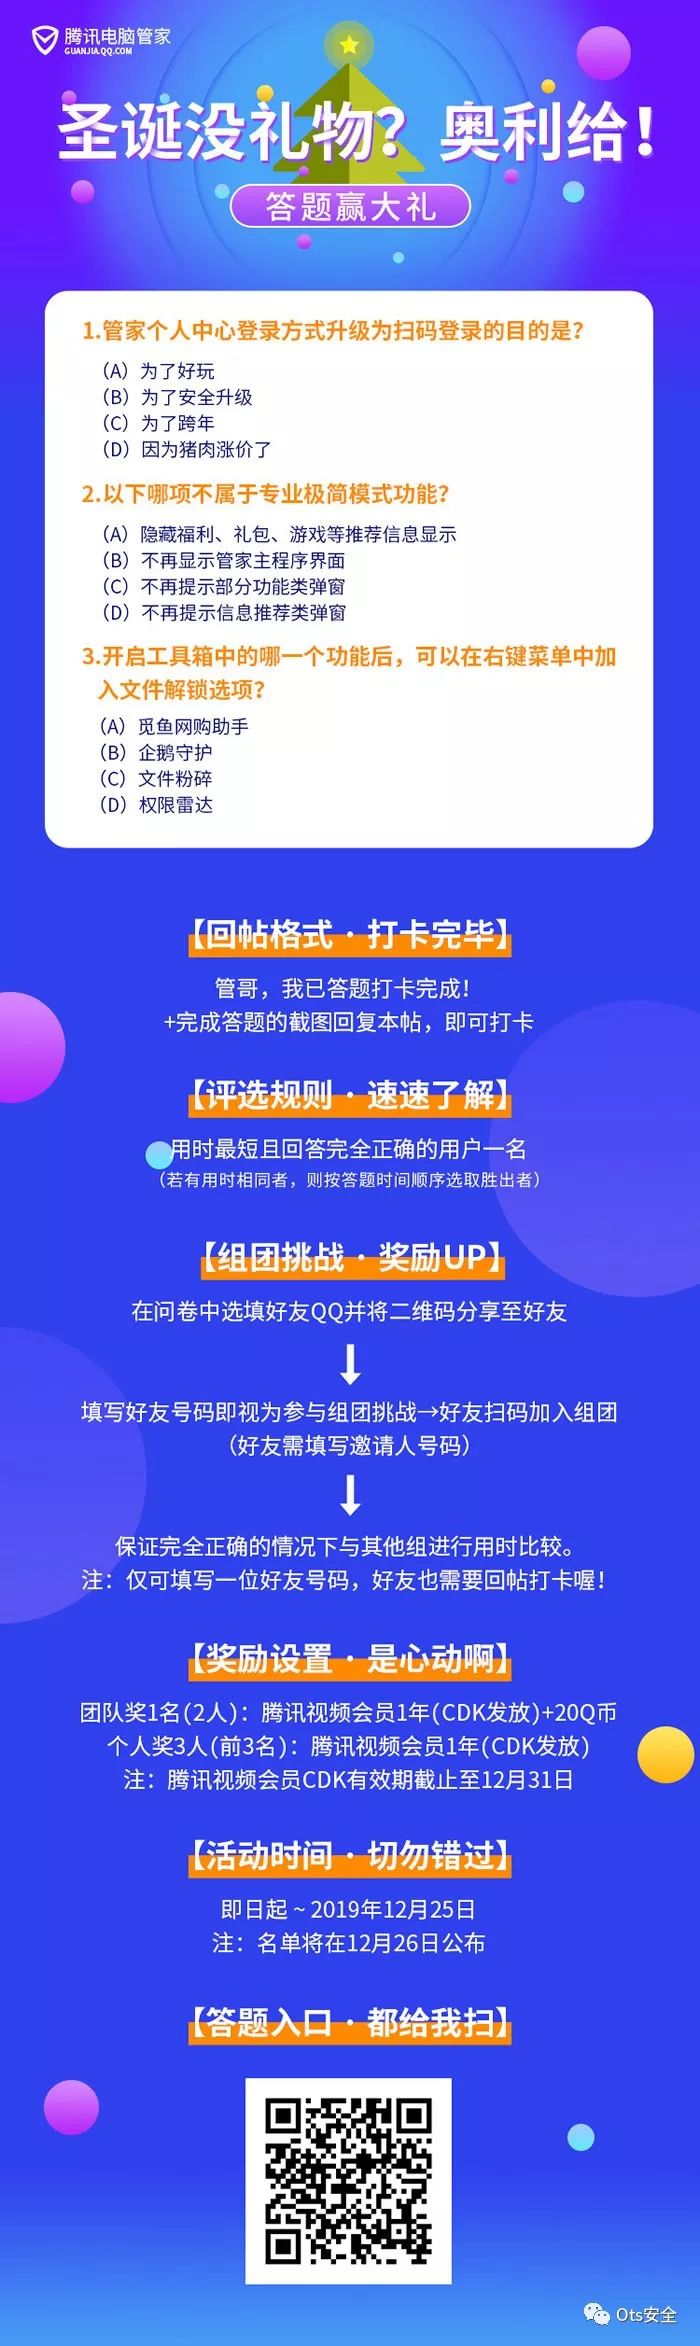 腾讯电脑管家
GUANJIA.QQ.COM
圣诞没礼物？奥利给！
答题赢大礼
1.管家个人中心登录方式升级为扫码登录的目的是？
（A）为了好玩
（B）为了安全升级
（C）为了跨年
（D）因为猪肉涨价了
2.以下哪项不属于专业极简模式功能？
（A）隐藏福利、礼包、游戏等推荐信息显示
（B）不再显示管家主程序界面
（C）不再提示部分功能类弹窗
（D）不再提示信息推荐类弹窗
3.开启工具箱中的哪一个功能后，可以在右键菜单中加
入文件解锁选项？
（A）觅鱼网购助手
（B）企鹅守护
（C）文件粉碎
（D）权限雷达
【回帖格式 · 打卡完毕】
管哥，我已答题打卡完成！
+完成答题的截图回复本帖，即可打卡
【评选规则 · 速速了解】
用时最短且回答完全正确的用户一名
（若有用时相同者，则按答题时间顺序选取胜出者）
【组团挑战 · 奖励UP】
在问卷中选填好友QQ并将二维码分享至好友
填写好友号码即视为参与组团挑战→好友扫码加入组团
（好友需填写邀请人号码）
保证完全正确的情况下与其他组进行用时比较。
注：仅可填写一位好友号码，好友也需要回帖打卡喔！
【奖励设置 · 是心动啊】
团队奖1名(2人)：腾讯视频会员1年(CDK发放)+20Q币
个人奖3人(前3名)：腾讯视频会员1年(CDK发放)
注：腾讯视频会员CDK有效期截止至12月31日
【活动时间 · 切勿错过】
即日起 ~ 2019年12月25日
注：名单将在12月26日公布
【答题入口 · 都给我扫】
Ots安全